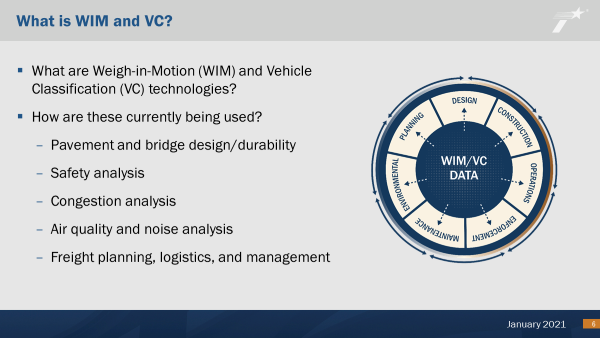 What is WIM and VC?
What are Weigh-in-Motion (WIM) and Vehicle
Classification (VC) technologies?
How are these currently being used?
– Pavement and bridge design/durability
– Safety analysis
– Congestion analysis
– Air quality and noise analysis
– Freight planning, logistics, and management
DESIGN
CONSTRUCTION
OPERATIONS
ENFORCEMENT
MAINTENANCE
ENVIRONMENTAL
PLANNING
WIM/VC
DATA
January 2021
6